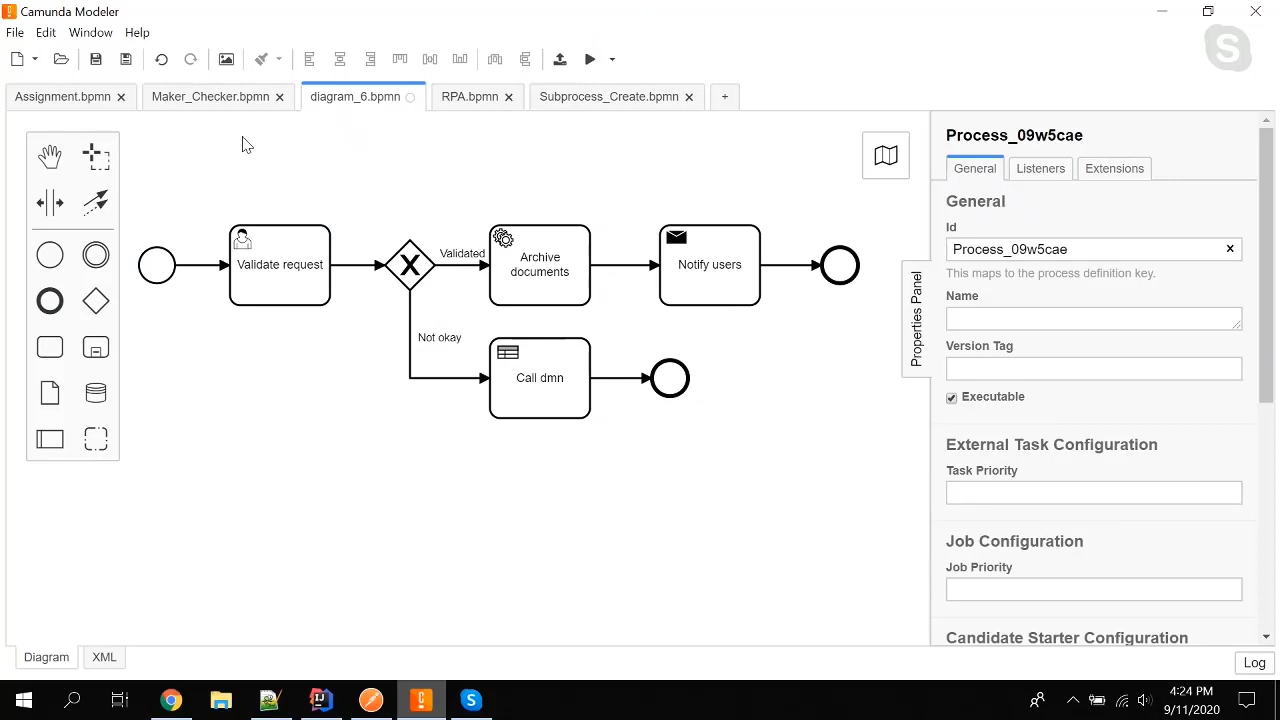 Camunda Modeler
File Edit Window Help
Assignment.bpmn Maker_Checker.bpmn diagram_6.bpmn RPA.bpmn Subprocess_Create.bpmn +
Process_09w5cae
General Listeners Extensions
General
Id
Process_09w5cae
This maps to the process definition key.
Name
Version Tag
Executable
External Task Configuration
Task Priority
Job Configuration
Job Priority
Candidate Starter Configuration
Properties Panel
Validate request
Validated
Archive
documents
Notify users
Not okay
Call dmn
Diagram XML
Log
4:24 PM
9/11/2020